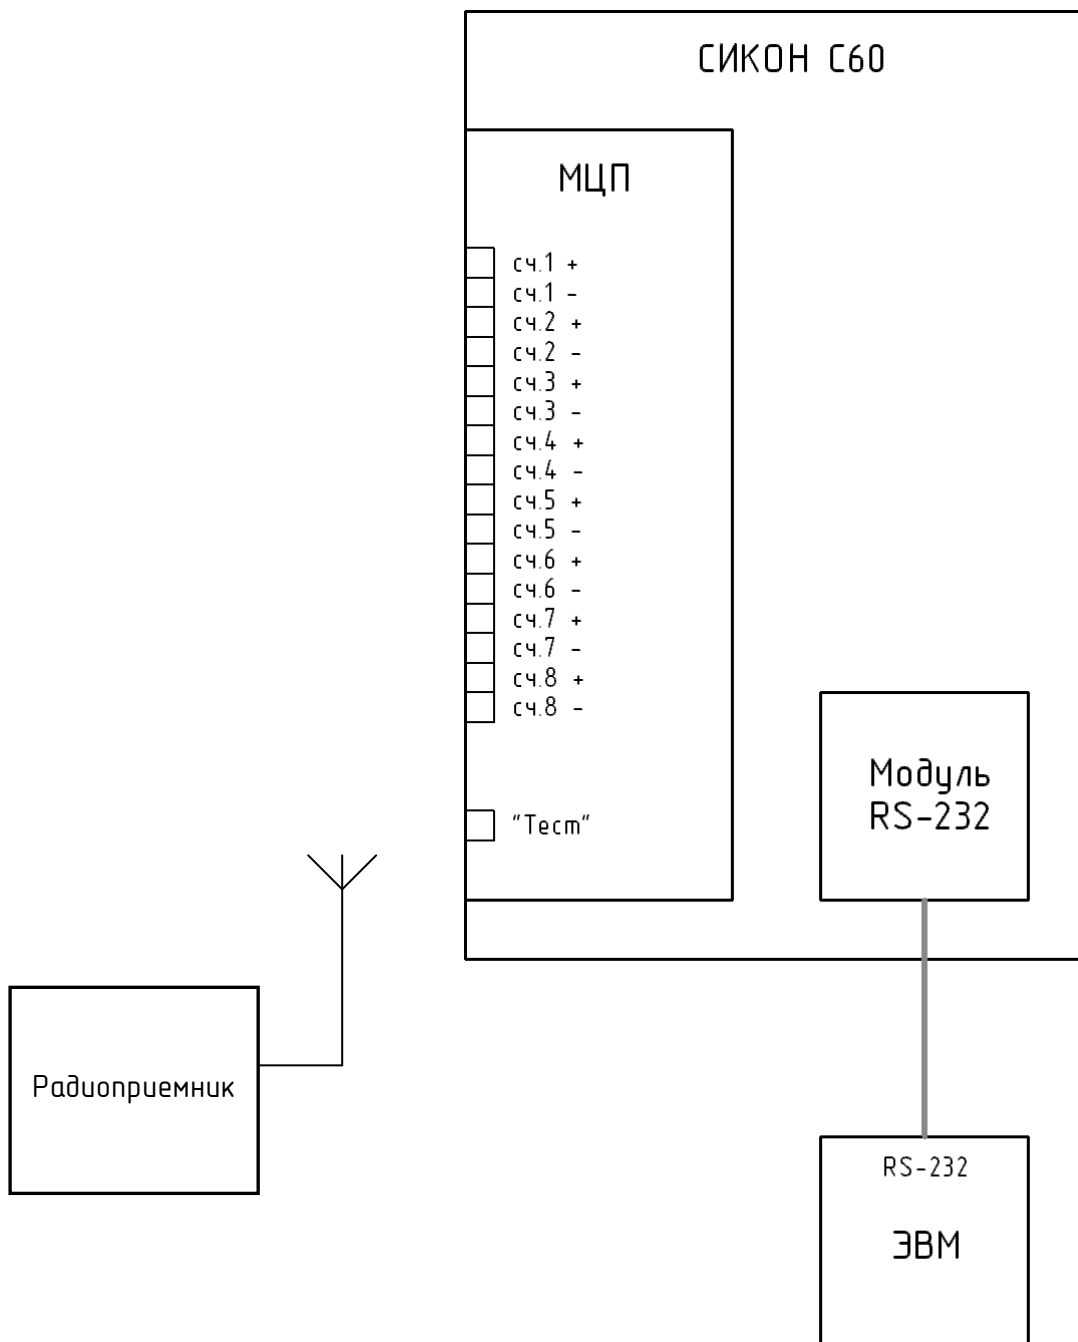 СИКОН С60
МЦП
сч.1 +
сч.1 -
сч.2 +
сч.2 -
сч.3 +
сч.3 -
сч.4 +
сч.4 -
сч.5 +
сч.5 -
сч.6 +
сч.6 -
сч.7 +
сч.7 -
сч.8 +
сч.8 -
"Тест"
Модуль
RS-232
Радиоприемник
RS-232
ЭВМ